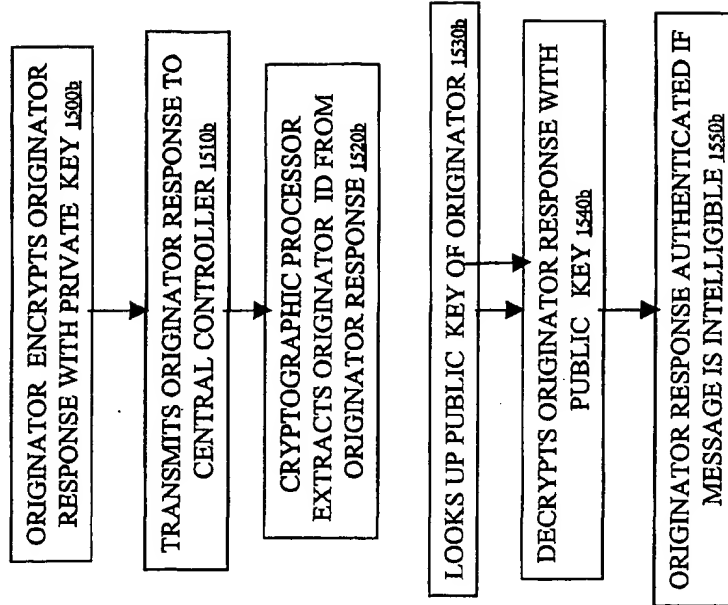 ORIGINATOR ENCRYPTS ORIGINATOR
RESPONSE WITH PRIVATE KEY 1500b
TRANSMITS ORIGINATOR RESPONSE TO
CENTRAL CONTROLLER 1510b
CRYPTOGRAPHIC PROCESSOR
EXTRACTS ORIGINATOR ID FROM
ORIGINATOR RESPONSE 1520b
LOOKS UP PUBLIC KEY OF ORIGINATOR 1530b
DECRYPTS ORIGINATOR RESPONSE WITH
PUBLIC KEY 1540b
ORIGINATOR RESPONSE AUTHENTICATED IF
MESSAGE IS INTELLIGIBLE 1550b